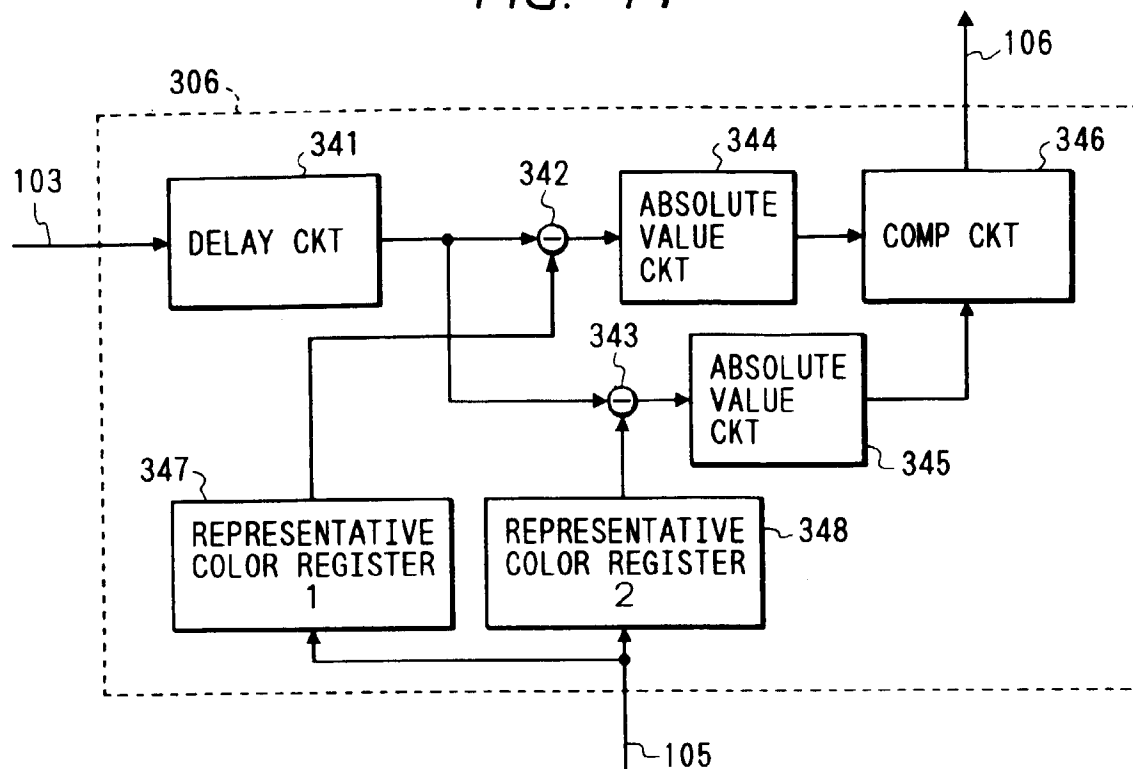 306
341
344
346
106
103
342
DELAY CKT
ABSOLUTE
VALUE
CKT
COMP CKT
343
ABSOLUTE
VALUE
CKT
345
347
REPRESENTATIVE
COLOR REGISTER
1
REPRESENTATIVE
COLOR REGISTER
2
348
105